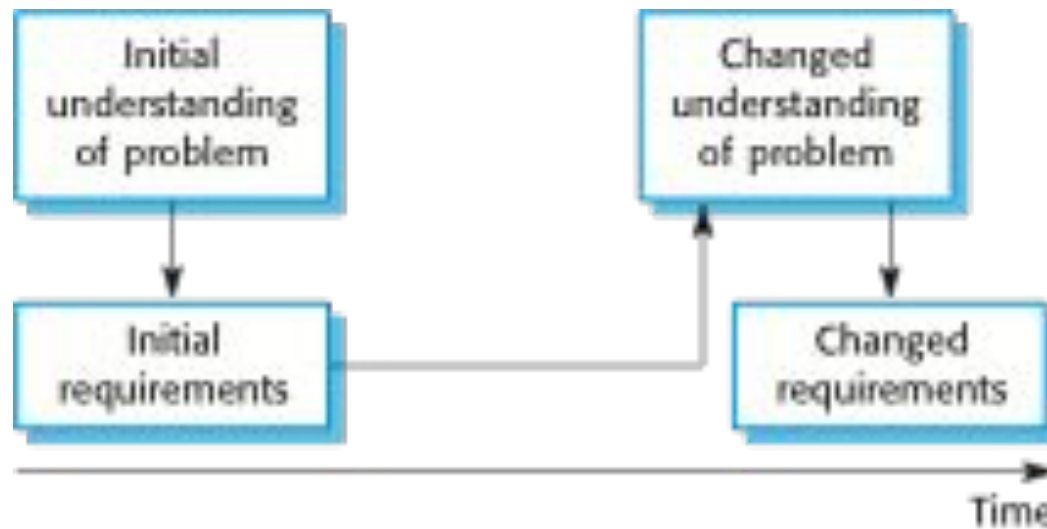 Initial
understanding
of problem
Changed
understanding
of problem
Initial
requirements
Changed
requirements
Time